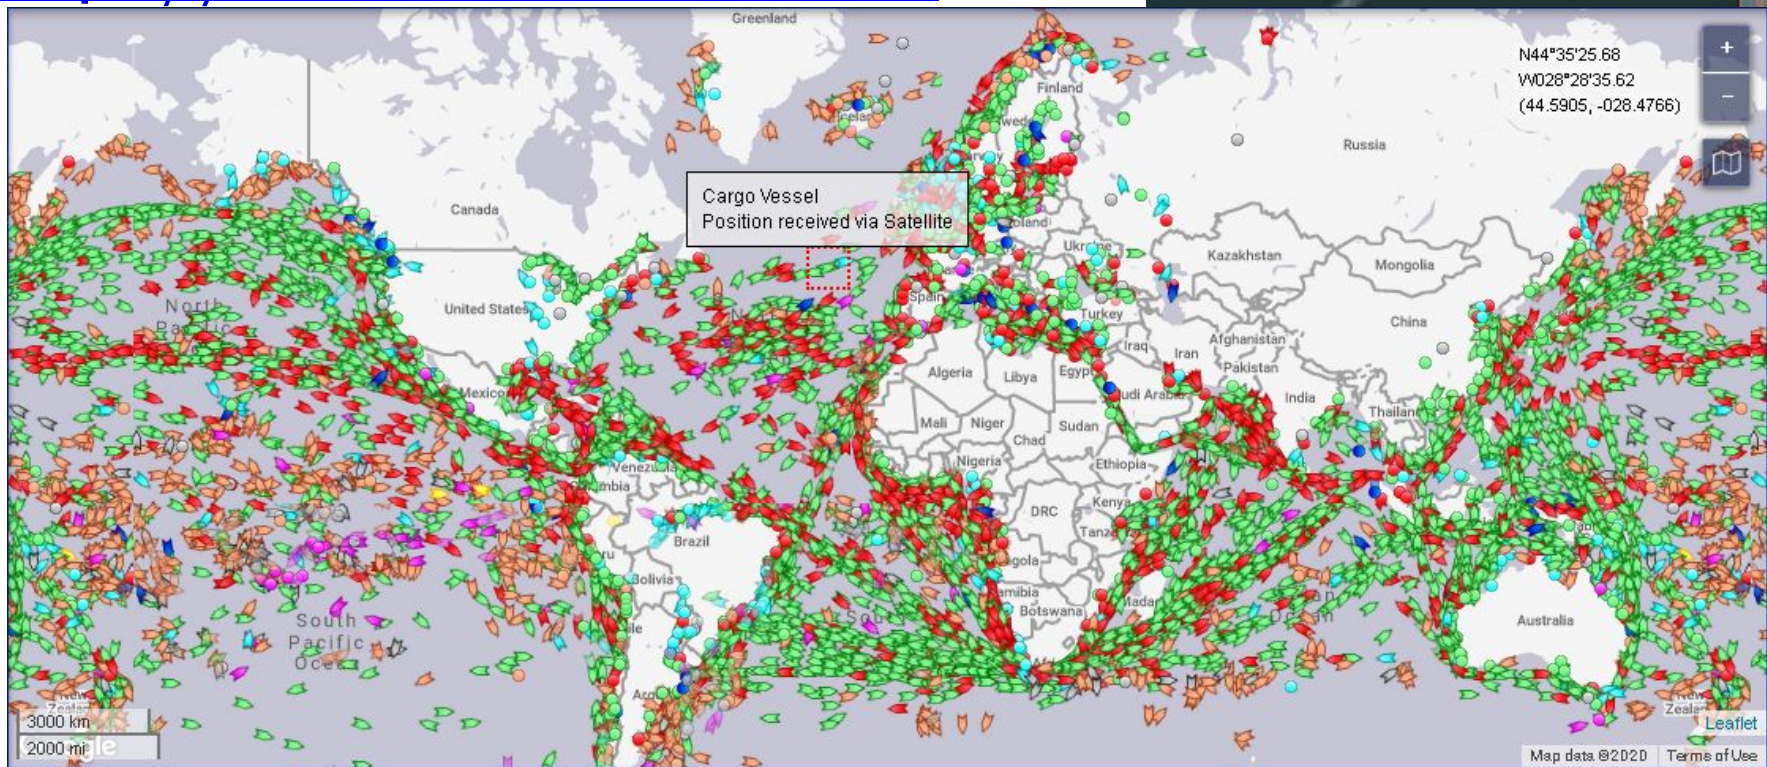 Greenland
N44°35'25.68
W028°28'35.62
(44.5905, -028.4766)
+
−
Finland
Russia
Cargo Vessel
Position received via Satellite
Canada
Kazakhstan
Mongolia
United States
North
Spain
Turkey
China
Iraq
Iran
Afghanistan
Pakistan
Algeria
Libya
Egypt
India
Mexico
Thailand
Mali
Niger
Chad
Sudan
Nigeria
Ethiopia
Venezuela
DRC
Kenya
Brazil
Bolivia
Botswana
Australia
South
Pacific
3000 km
2000 mi
Leaflet
Map data ©2020
Terms of Use